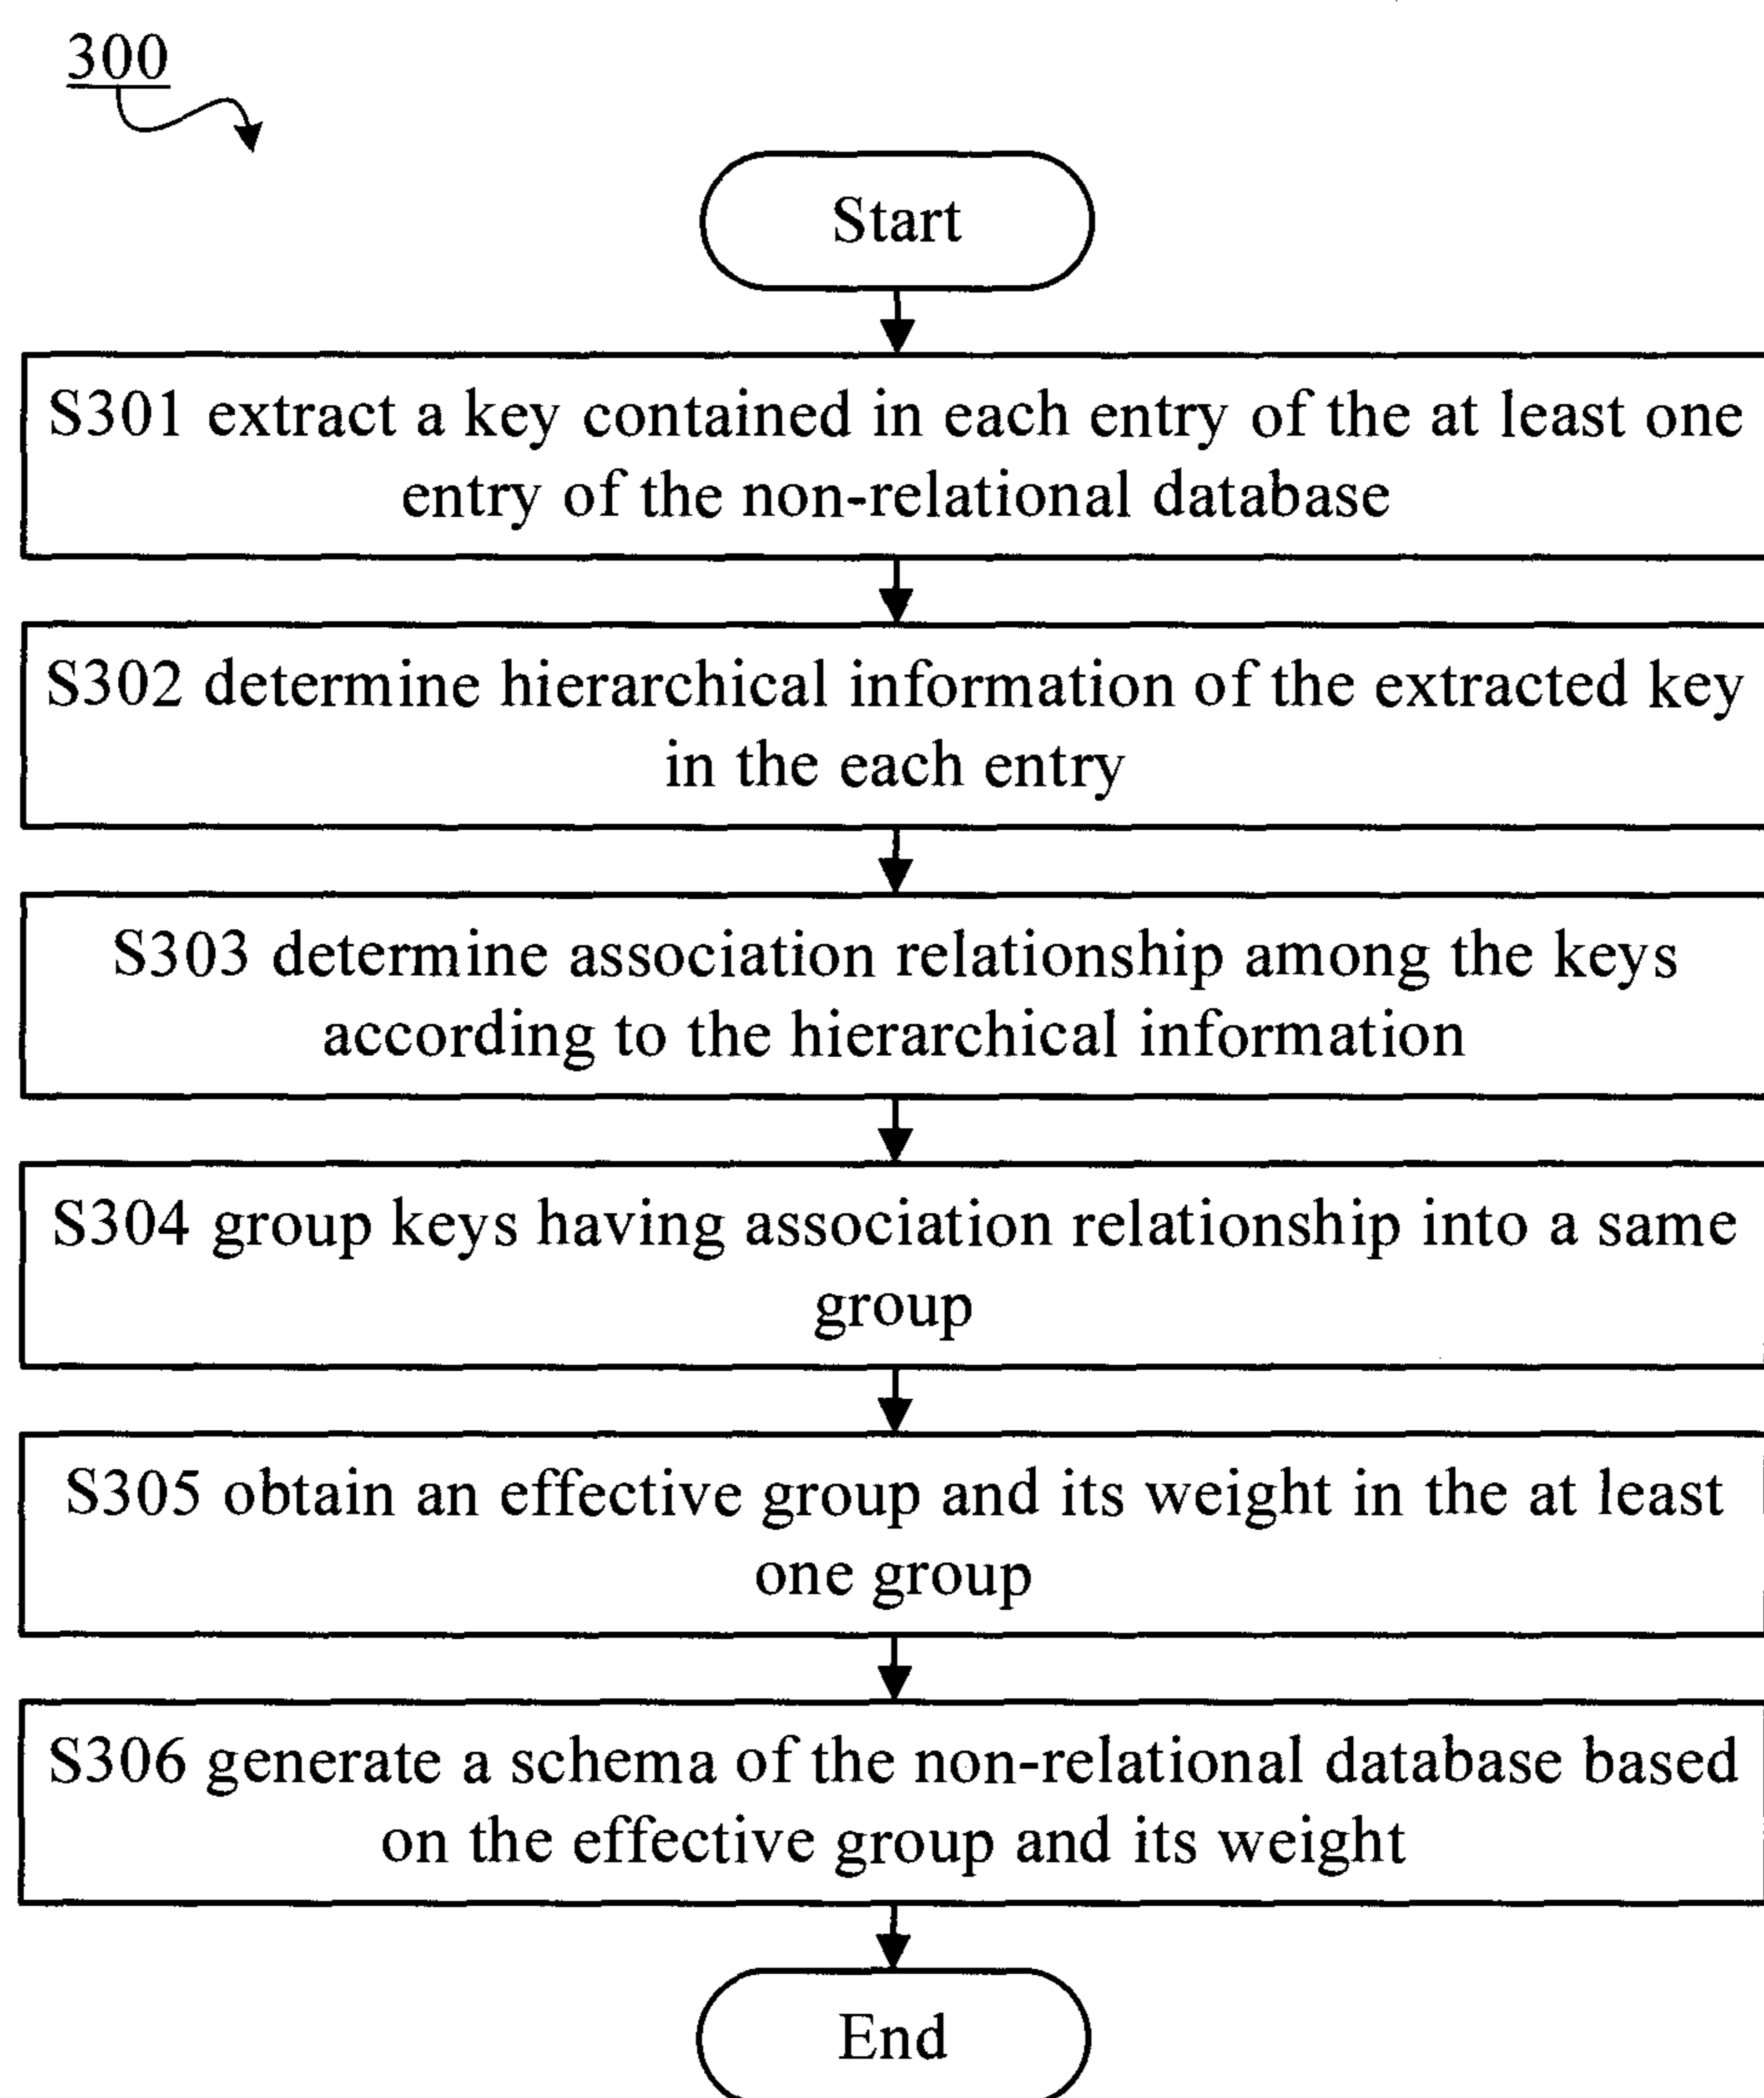 300
Start
S301 extract a key contained in each entry of the at least one
entry of the non-relational database
S302 determine hierarchical information of the extracted key
in the each entry
S303 determine association relationship among the keys
according to the hierarchical information
S304 group keys having association relationship into a same
group
S305 obtain an effective group and its weight in the at least
one group
S306 generate a schema of the non-relational database based
on the effective group and its weight
End